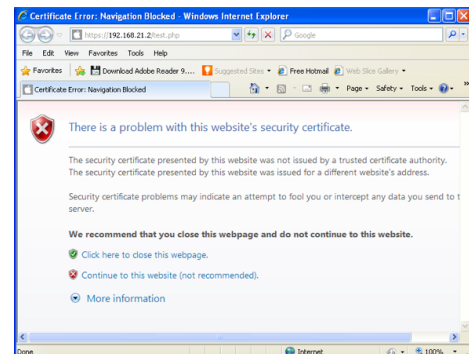 Certificate Error: Navigation Blocked - Windows Internet Explorer
https://192.168.21.2/test.php
Google
File Edit View Favorites Tools Help
Favorites Download Adobe Reader 9.... Suggested Sites Free Hotmail Web Slice Gallery
Certificate Error: Navigation Blocked Page Safety Tools
There is a problem with this website's security certificate.
The security certificate presented by this website was not issued by a trusted certificate authority.
The security certificate presented by this website was issued for a different website's address.
Security certificate problems may indicate an attempt to fool you or intercept any data you send to t
server.
We recommend that you close this webpage and do not continue to this website.
Click here to close this webpage.
Continue to this website (not recommended).
More information
Done Internet 100%